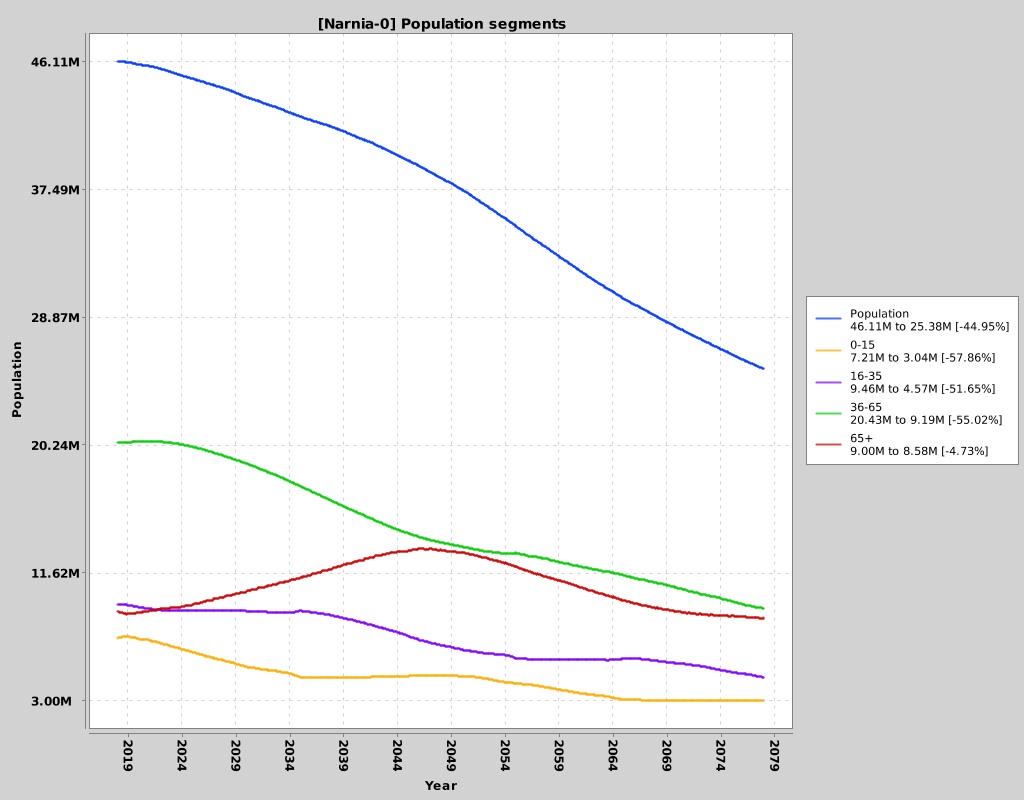 [Narnia-0] Population segments
46.11M
37.49M
28.87M
20.24M
11.62M
3.00M
Population
2019
2024
2029
2034
2039
2044
2049
2054
2059
2064
2069
2074
2079
Year
Population
46.11M to 25.38M [-44.95%]
0-15
7.21M to 3.04M [-57.86%]
16-35
9.46M to 4.57M [-51.65%]
36-65
20.43M to 9.19M [-55.02%]
65+
9.00M to 8.58M [-4.73%]